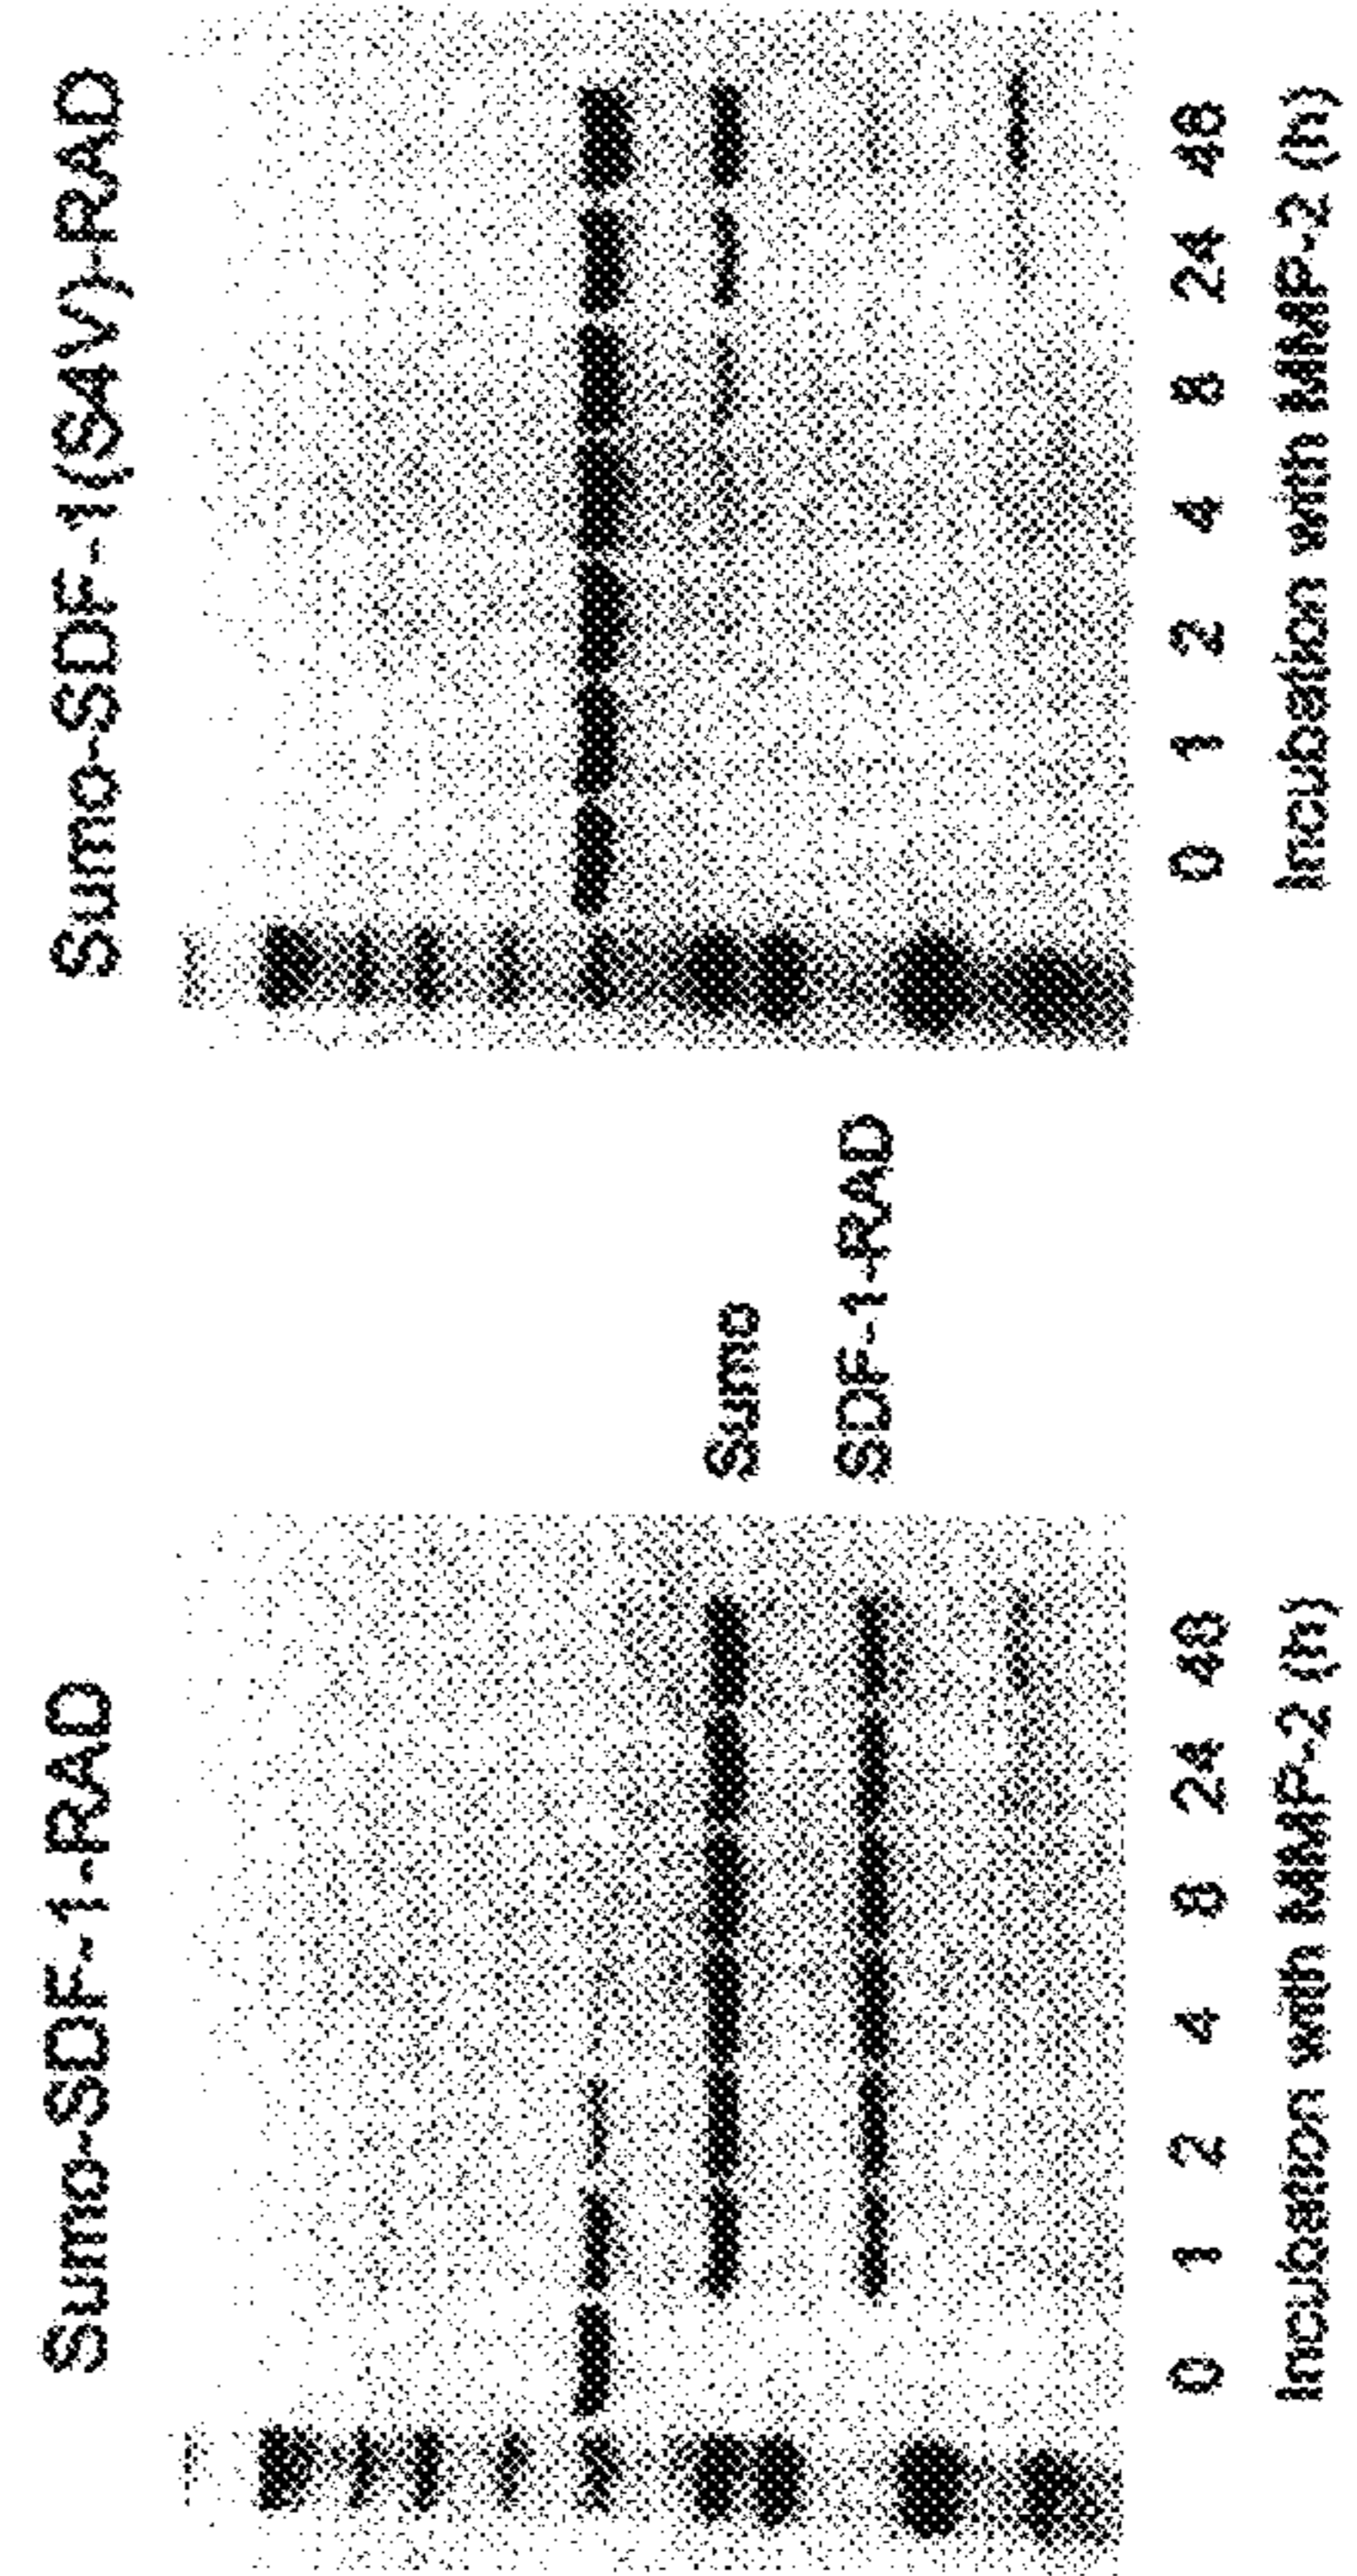 Sumo-SDF-1-RAD
0 1 2 4 8 24 48
Incubation with MMP-2 (h)
Sumo
SDF-1-RAD
Sumo-SDF-1(S4V)-RAD
0 1 2 4 8 24 48
Incubation with MMP-2 (h)